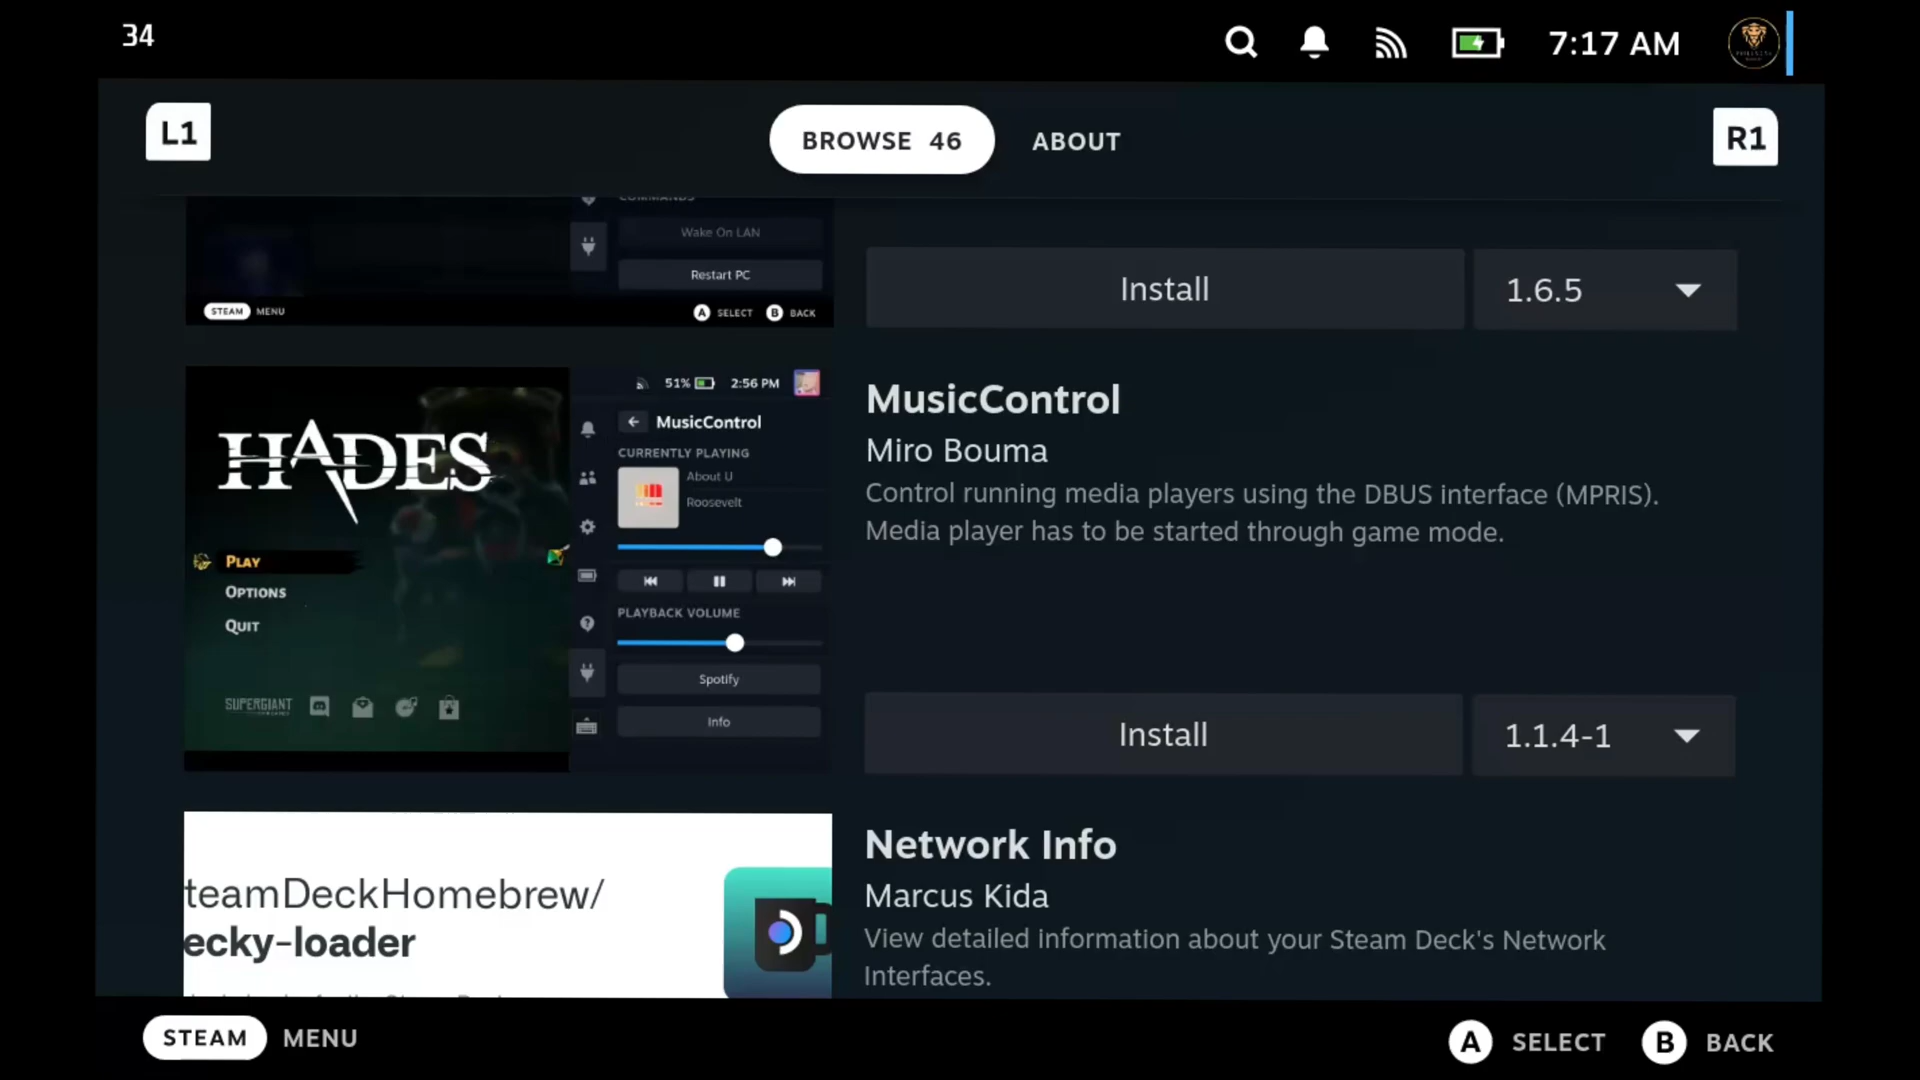 34
7:17 AM
L1
BROWSE 46
ABOUT
R1
COMMANDS
Wake On LAN
Restart PC
STEAM MENU
A SELECT B BACK
Install
1.6.5
HADES
PLAY
OPTIONS
QUIT
SUPERGIANT
51%
2:56 PM
MusicControl
CURRENTLY PLAYING
About U
Roosevelt
PLAYBACK VOLUME
Spotify
Info
MusicControl
Miro Bouma
Control running media players using the DBUS interface (MPRIS).
Media player has to be started through game mode.
Install
1.1.4-1
teamDeckHomebrew/
ecky-loader
Network Info
Marcus Kida
View detailed information about your Steam Deck's Network
Interfaces.
STEAM MENU
A SELECT B BACK